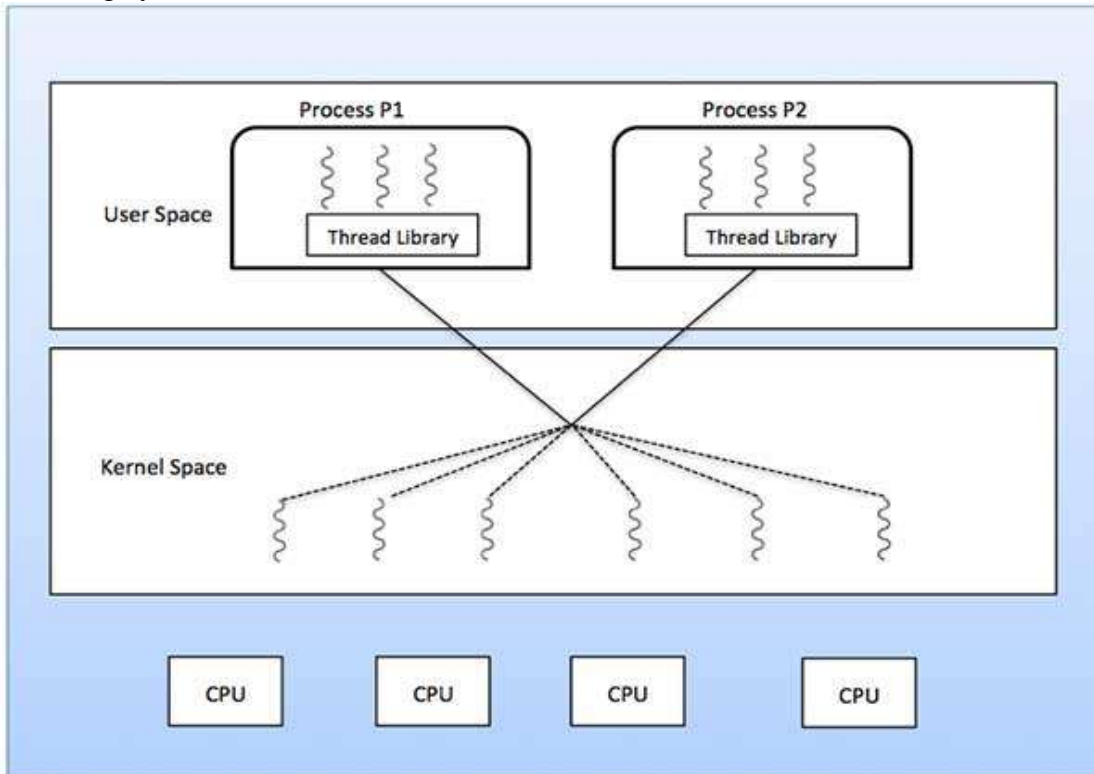 Process P1
Process P2
User Space
Thread Library
Thread Library
Kernel Space
CPU
CPU
CPU
CPU